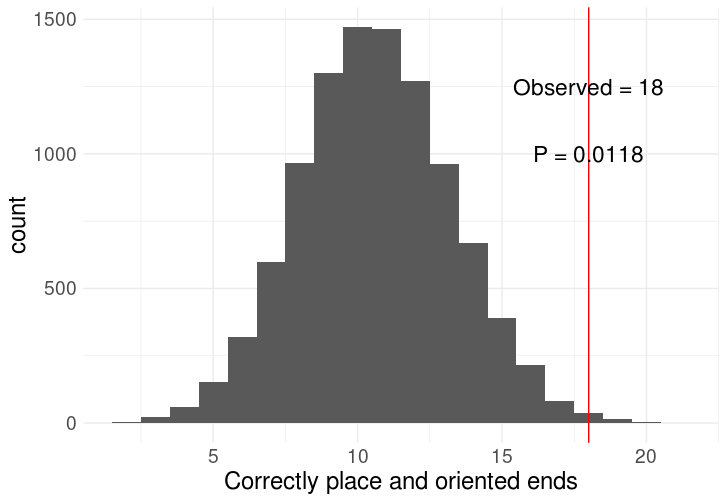 1500
1000
500
0
count
Observed = 18
P = 0.0118
5
10
15
20
Correctly place and oriented ends